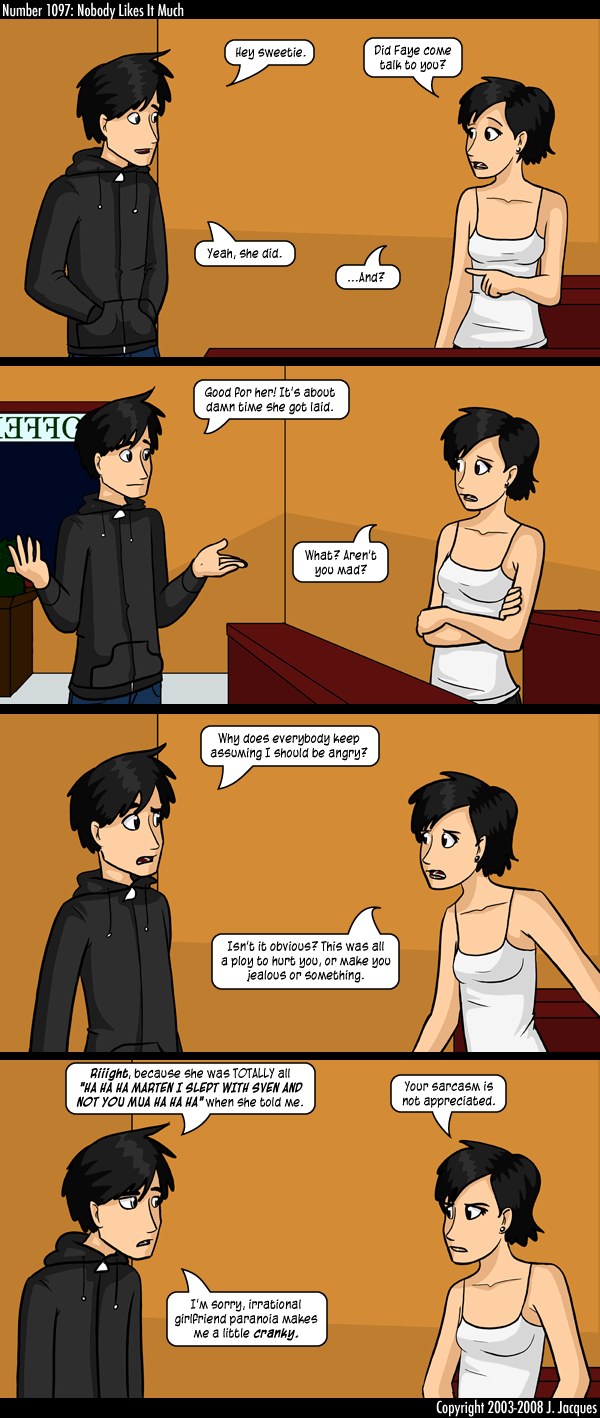 Number 1097: Nobody Likes It Much
Hey sweetie.
Did Faye come
talk to you?
Yeah, she did.
...And?
OFFE
Good for her! It's about
damn time she got laid.
What? Aren't
you mad?
Why does everybody keep
assuming I should be angry?
Isn't it obvious? This was all
a ploy to hurt you, or make you
jealous or something.
Riiight, because she was TOTALLY all
"HA HA HA MARTEN I SLEPT WITH SVEN AND
NOT YOU MUA HA HA HA" when she told me.
Your sarcasm is
not appreciated.
I'm sorry, irrational
girlfriend paranoia makes
me a little cranky.
Copyright 2003-2008 J. Jacques